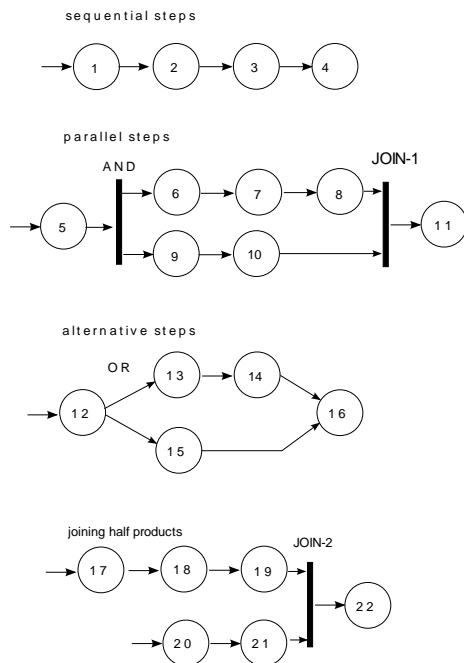 sequential steps
1 2 3 4
parallel steps
AND
JOIN-1
6 7 8
5
11
9 10
alternative steps
OR
13 14
12
16
15
joining half products
JOIN-2
17 18 19
22
20 21